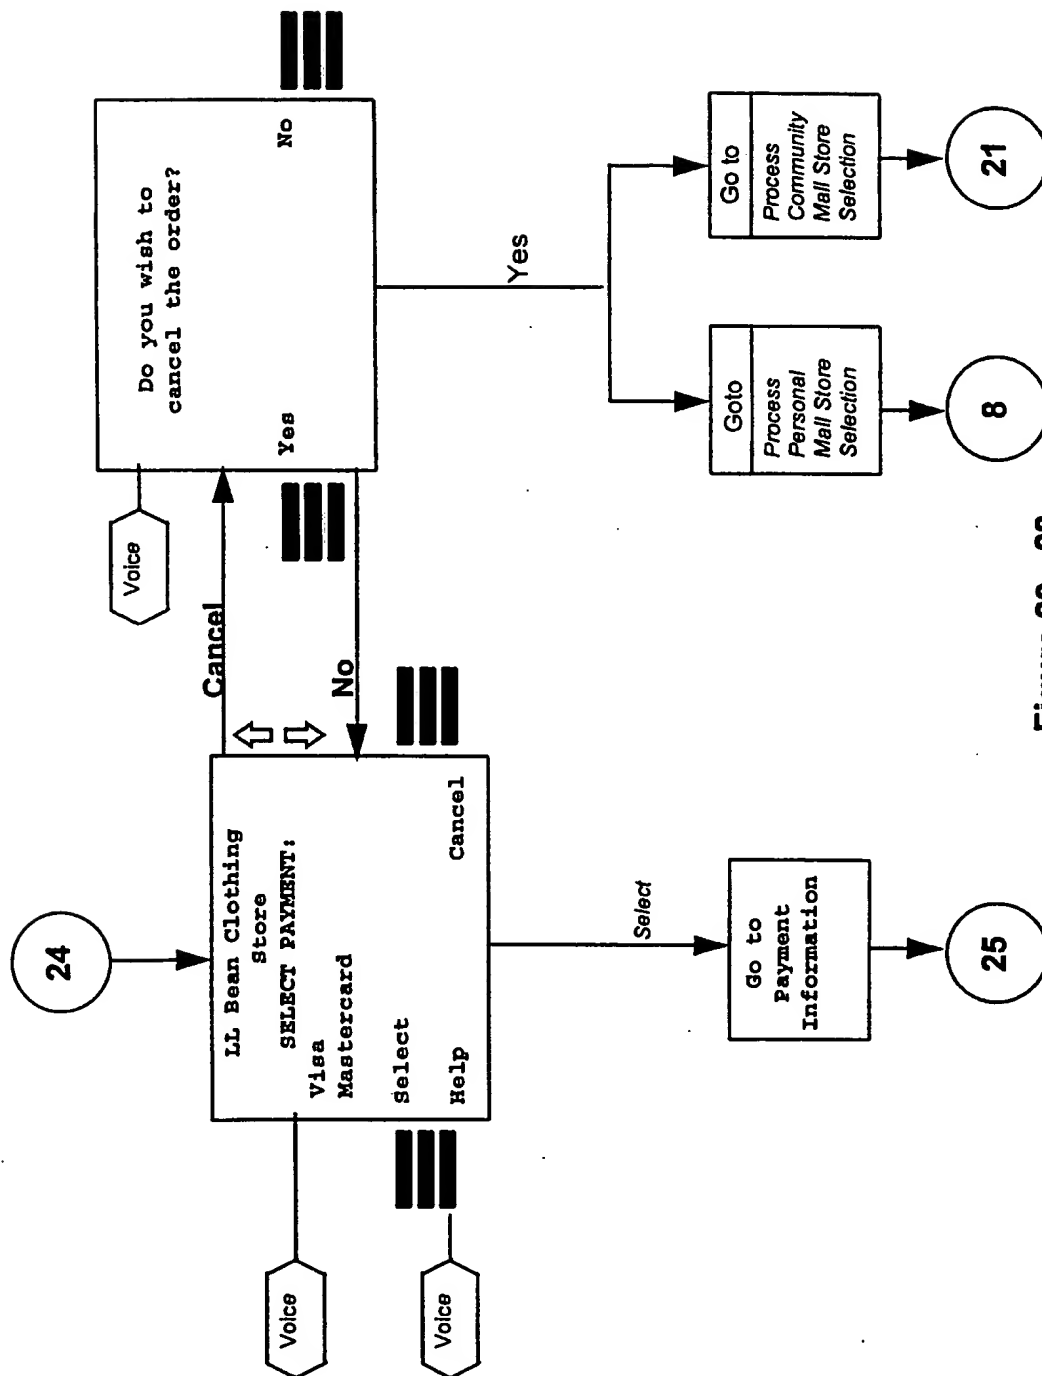 24
LL Bean Clothing
Store
SELECT PAYMENT:
Visa
Mastercard
Select
Help
Cancel
Voice
Voice
Cancel
No
Voice
Do you wish to
cancel the order?
Yes
No
Select
Go to
Payment
Information
25
Yes
Goto
Process
Personal
Mall Store
Selection
8
Go to
Process
Community
Mall Store
Selection
21